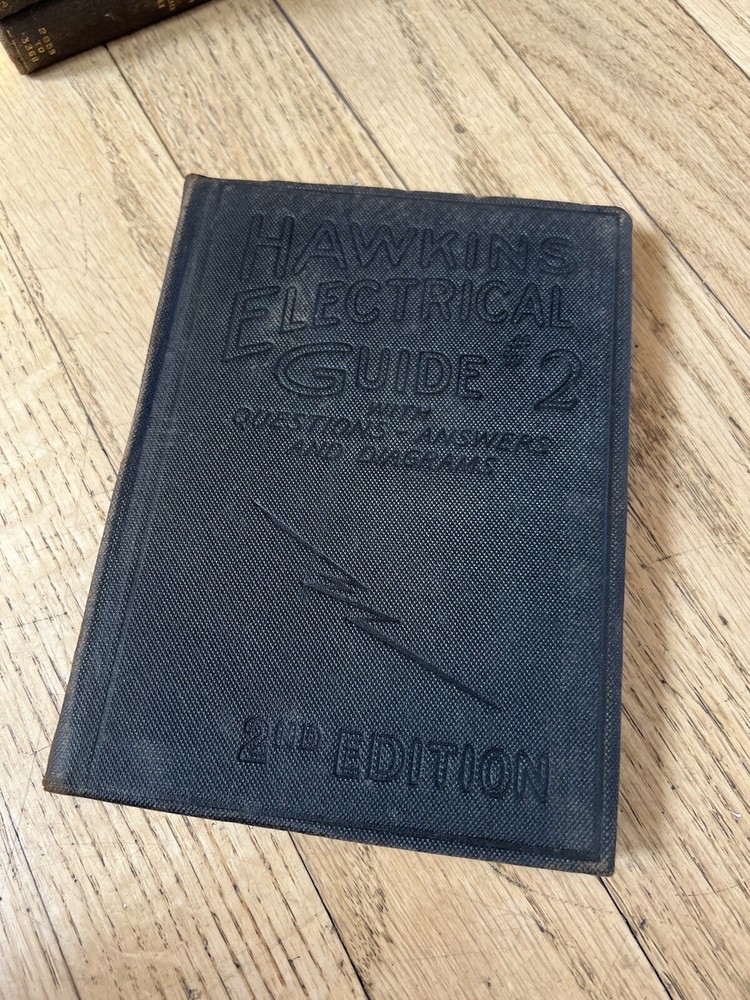 HAWKINS
ELECTRICAL
GUIDE # 2
WITH
QUESTIONS - ANSWERS
AND DIAGRAMS
2ND EDITION